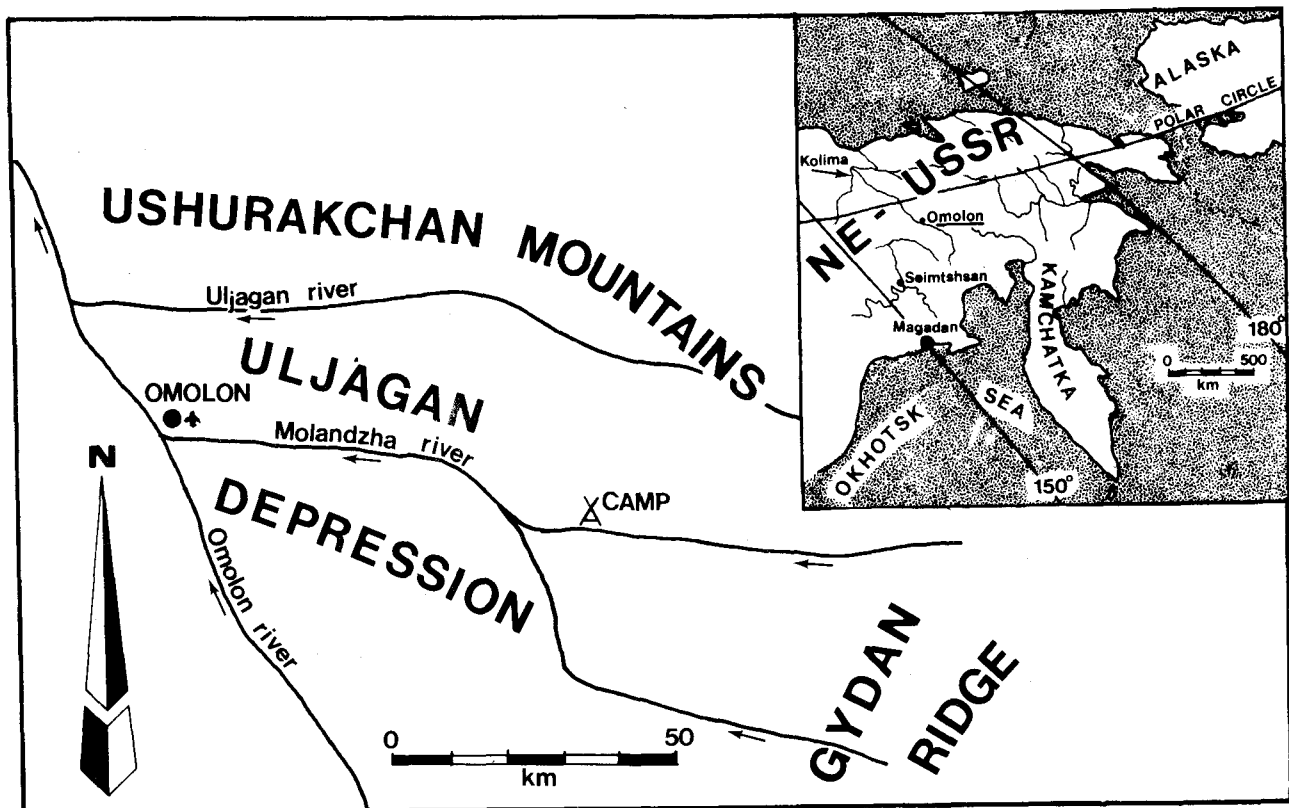 USHURAKCHAN MOUNTAINS
Uljagan river
ULJAGAN
OMOLON
Molandzha river
N
DEPRESSION
CAMP
Omolon river
GYDAN
RIDGE
0 50
km
ALASKA
POLAR CIRCLE
NE - USSR
Kolima
Omolon
Seimtshsan
Magadan
KAMCHATKA
180°
0 500
km
OKHOTSK
SEA
150°